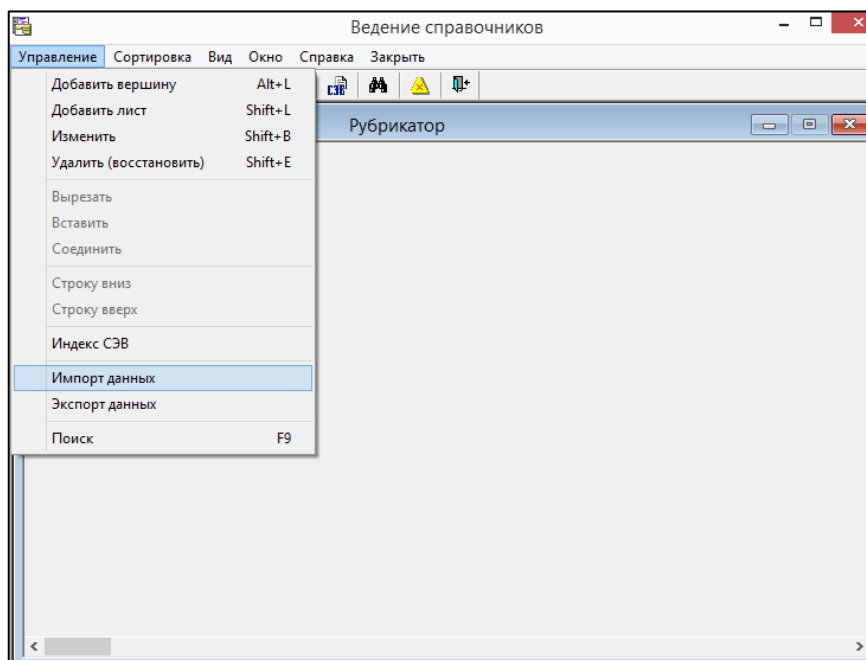 Ведение справочников
Управление Сортировка Вид Окно Справка Закрыть
СЭВ
Рубрикатор
Добавить вершину Alt+L
Добавить лист Shift+L
Изменить Shift+B
Удалить (восстановить) Shift+E
Вырезать
Вставить
Соединить
Строку вниз
Строку вверх
Индекс СЭВ
Импорт данных
Экспорт данных
Поиск F9